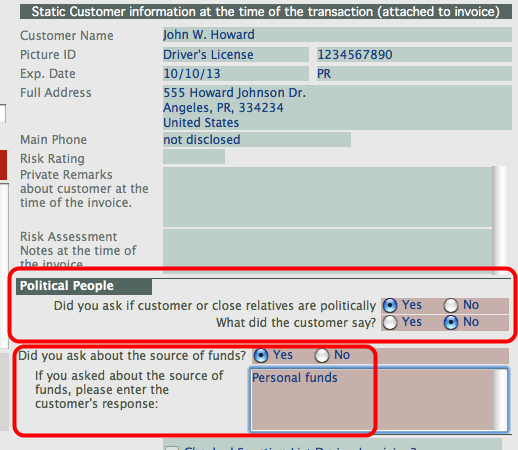 Static Customer information at the time of the transaction (attached to invoice)
Customer Name John W. Howard
Picture ID Driver's License 1234567890
Exp. Date 10/10/13 PR
Full Address 555 Howard Johnson Dr.
Angeles, PR, 334234
United States
Main Phone not disclosed
Risk Rating
Private Remarks
about customer at the
time of the invoice.
Risk Assessment
Notes at the time of
the invoice
Political People
Did you ask if customer or close relatives are politically Yes No
What did the customer say? Yes No
Did you ask about the source of funds? Yes No
If you asked about the source of Personal funds
funds, please enter the
customer's response: